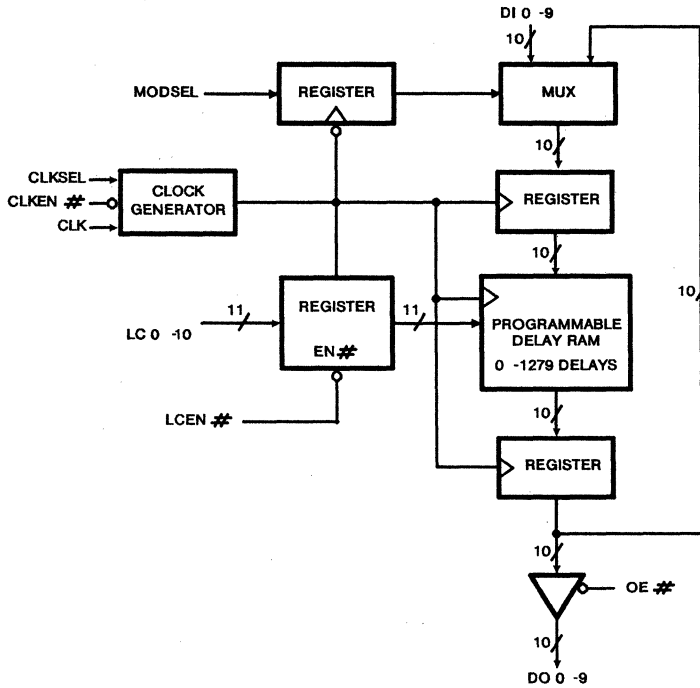 DI 0 -9
10
MODSEL
REGISTER
MUX
10
CLKSEL
CLKEN #
CLK
CLOCK
GENERATOR
REGISTER
10
LC 0 -10
11
REGISTER
EN #
11
PROGRAMMABLE
DELAY RAM
0 -1279 DELAYS
10
LCEN #
10
REGISTER
10
OE #
10
DO 0 -9